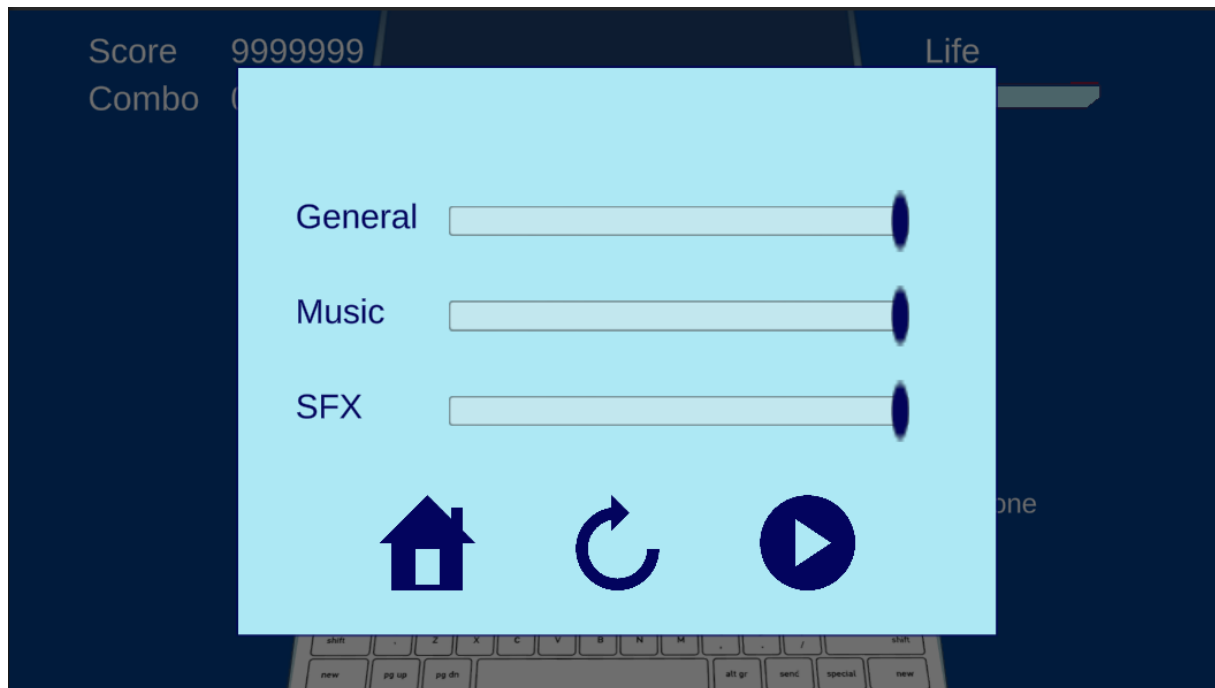 Score 9999999 Life
Combo
General
Music
SFX
shift . Z X C V B N M . . / shift
new pg up pg dn alt gr send special new